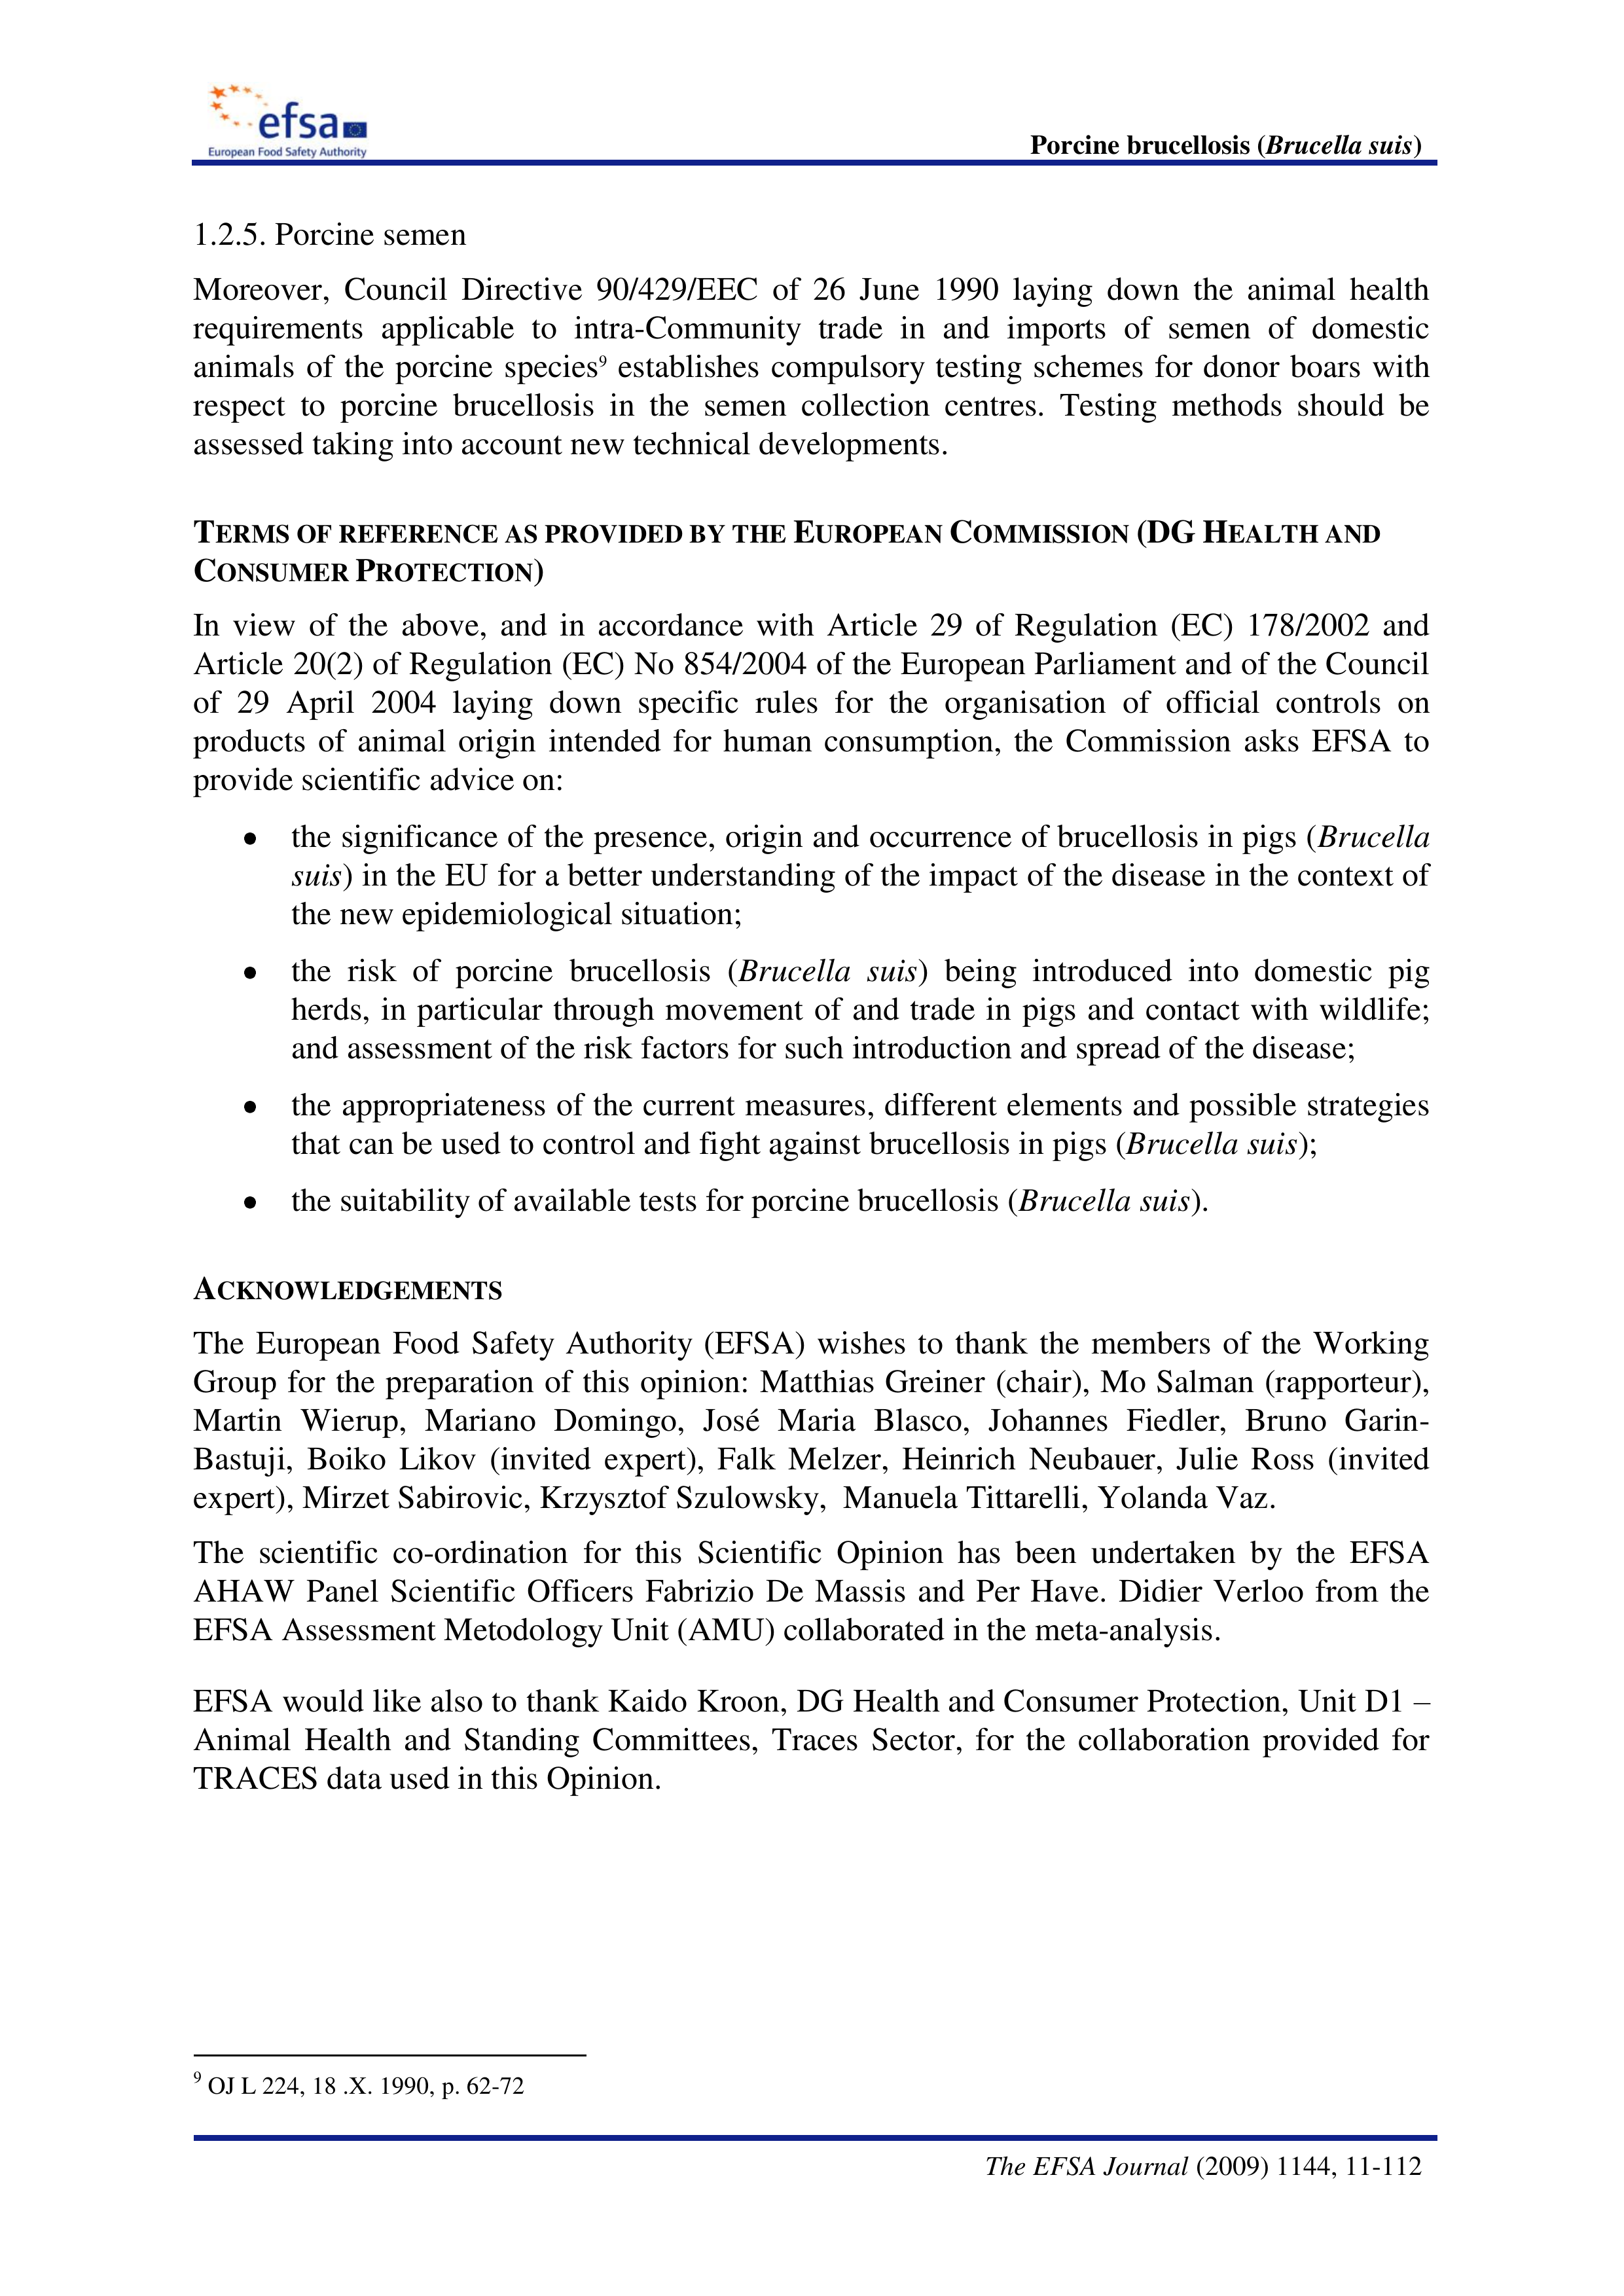 efsa
European Food Safety Authority
Porcine brucellosis (Brucella suis)
1.2.5. Porcine semen
Moreover, Council Directive 90/429/EEC of 26 June 1990 laying down the animal health
requirements applicable to intra-Community trade in and imports of semen of domestic
animals of the porcine species⁹ establishes compulsory testing schemes for donor boars with
respect to porcine brucellosis in the semen collection centres. Testing methods should be
assessed taking into account new technical developments.
TERMS OF REFERENCE AS PROVIDED BY THE EUROPEAN COMMISSION (DG HEALTH AND
CONSUMER PROTECTION)
In view of the above, and in accordance with Article 29 of Regulation (EC) 178/2002 and
Article 20(2) of Regulation (EC) No 854/2004 of the European Parliament and of the Council
of 29 April 2004 laying down specific rules for the organisation of official controls on
products of animal origin intended for human consumption, the Commission asks EFSA to
provide scientific advice on:
• the significance of the presence, origin and occurrence of brucellosis in pigs (Brucella
suis) in the EU for a better understanding of the impact of the disease in the context of
the new epidemiological situation;
• the risk of porcine brucellosis (Brucella suis) being introduced into domestic pig
herds, in particular through movement of and trade in pigs and contact with wildlife;
and assessment of the risk factors for such introduction and spread of the disease;
• the appropriateness of the current measures, different elements and possible strategies
that can be used to control and fight against brucellosis in pigs (Brucella suis);
• the suitability of available tests for porcine brucellosis (Brucella suis).
ACKNOWLEDGEMENTS
The European Food Safety Authority (EFSA) wishes to thank the members of the Working
Group for the preparation of this opinion: Matthias Greiner (chair), Mo Salman (rapporteur),
Martin Wierup, Mariano Domingo, José Maria Blasco, Johannes Fiedler, Bruno Garin-
Bastuji, Boiko Likov (invited expert), Falk Melzer, Heinrich Neubauer, Julie Ross (invited
expert), Mirzet Sabirovic, Krzysztof Szulowsky, Manuela Tittarelli, Yolanda Vaz.
The scientific co-ordination for this Scientific Opinion has been undertaken by the EFSA
AHAW Panel Scientific Officers Fabrizio De Massis and Per Have. Didier Verloo from the
EFSA Assessment Metodology Unit (AMU) collaborated in the meta-analysis.
EFSA would like also to thank Kaido Kroon, DG Health and Consumer Protection, Unit D1 –
Animal Health and Standing Committees, Traces Sector, for the collaboration provided for
TRACES data used in this Opinion.
⁹ OJ L 224, 18 .X. 1990, p. 62-72
The EFSA Journal (2009) 1144, 11-112